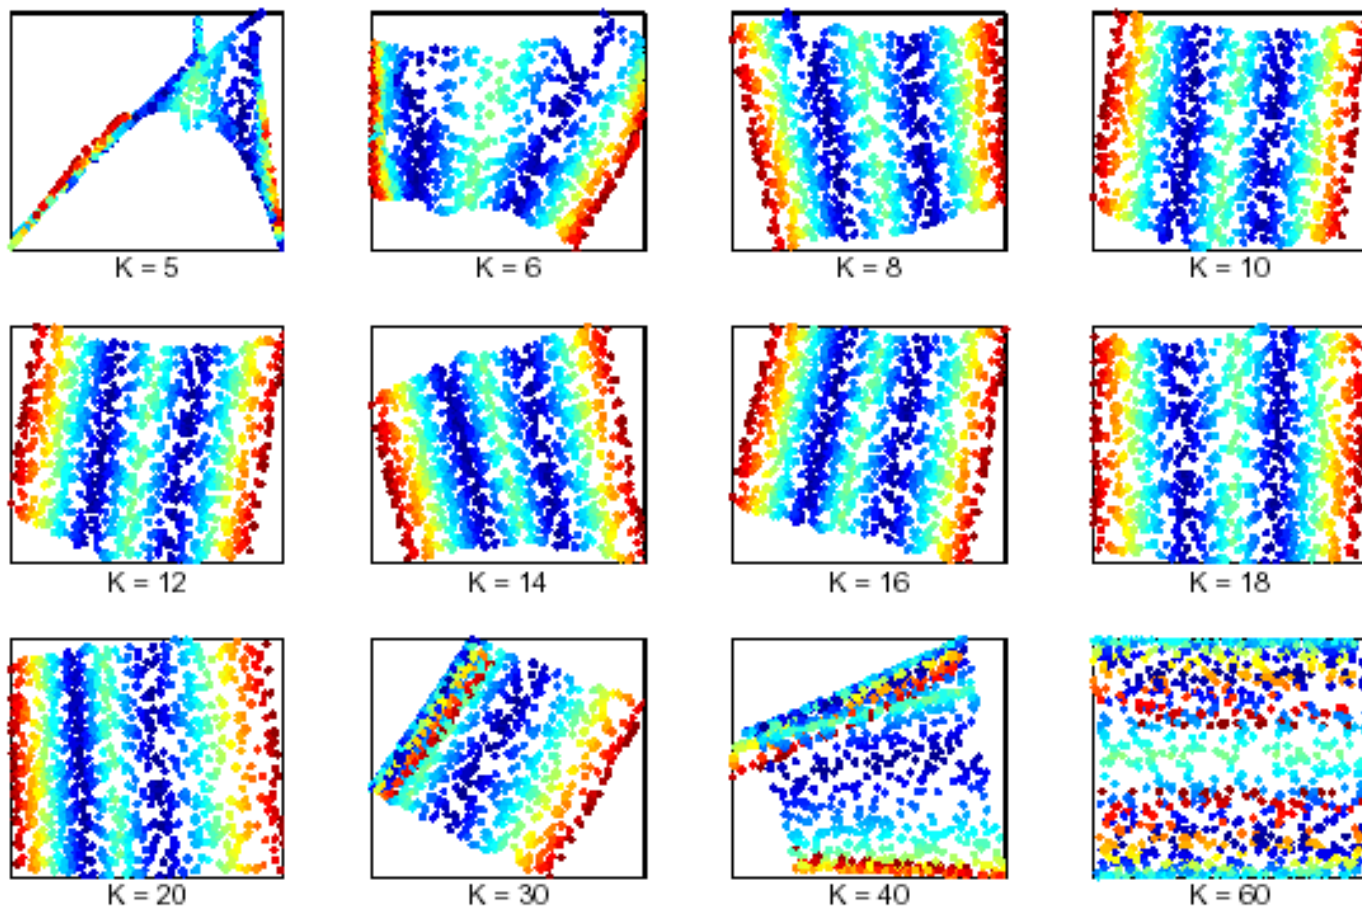 K = 5
K = 6
K = 8
K = 10
K = 12
K = 14
K = 16
K = 18
K = 20
K = 30
K = 40
K = 60